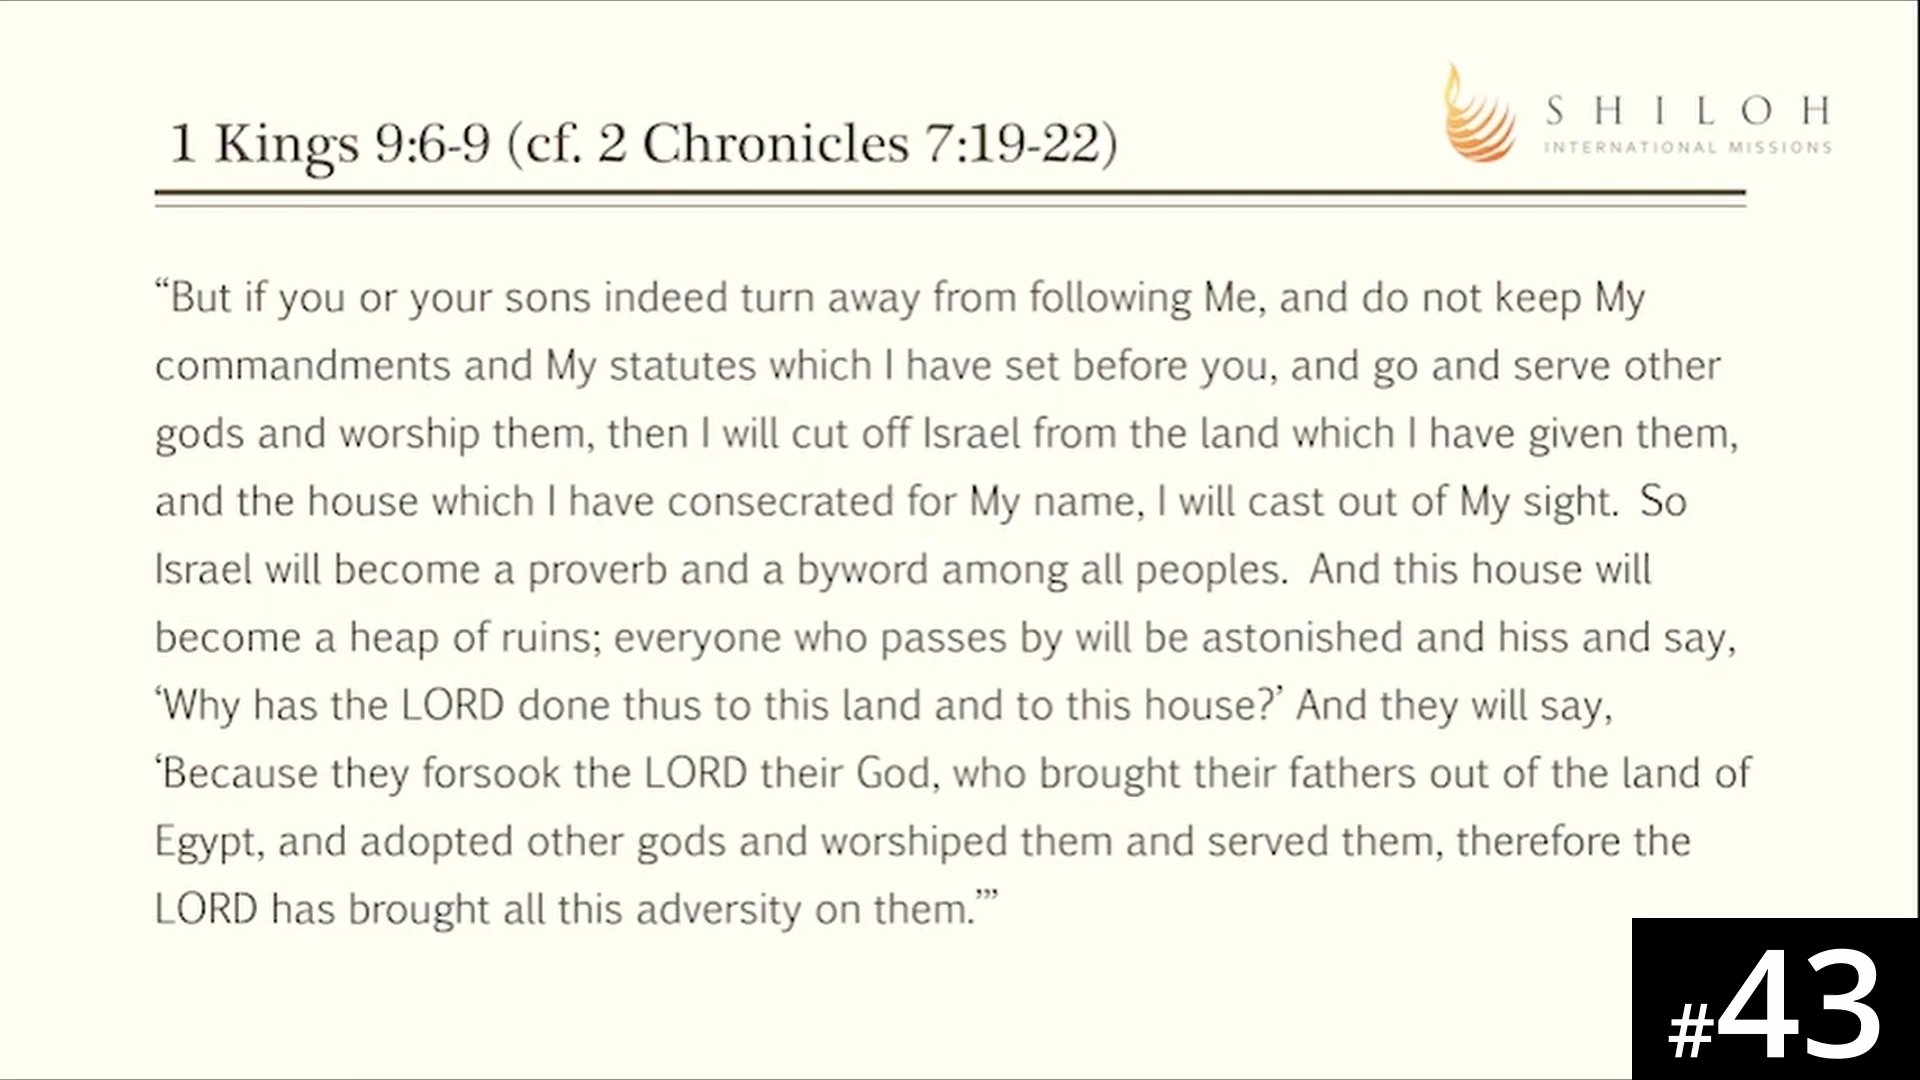 1 Kings 9:6-9 (cf. 2 Chronicles 7:19-22)
SHILOH
INTERNATIONAL MISSIONS
“But if you or your sons indeed turn away from following Me, and do not keep My
commandments and My statutes which I have set before you, and go and serve other
gods and worship them, then I will cut off Israel from the land which I have given them,
and the house which I have consecrated for My name, I will cast out of My sight.  So
Israel will become a proverb and a byword among all peoples.  And this house will
become a heap of ruins; everyone who passes by will be astonished and hiss and say,
‘Why has the LORD done thus to this land and to this house?’ And they will say,
‘Because they forsook the LORD their God, who brought their fathers out of the land of
Egypt, and adopted other gods and worshiped them and served them, therefore the
LORD has brought all this adversity on them.’”
#43